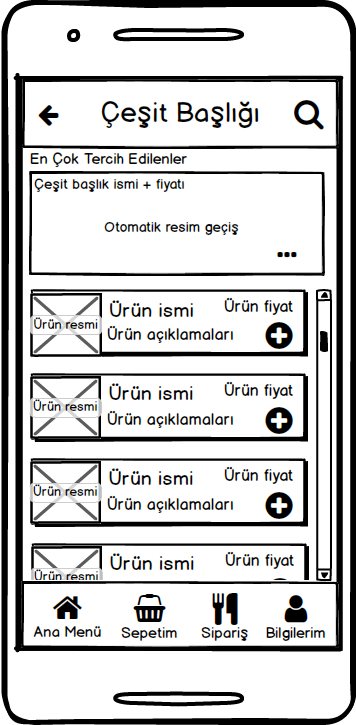 Çeşit Başlığı
En Çok Tercih Edilenler
Çeşit başlık ismi + fiyatı
Otomatik resim geçiş
Ürün resmi
Ürün ismi
Ürün fiyat
Ürün açıklamaları
Ürün resmi
Ürün ismi
Ürün fiyat
Ürün açıklamaları
Ürün resmi
Ürün ismi
Ürün fiyat
Ürün açıklamaları
Ürün resmi
Ürün ismi
Ürün fiyat
Ana Menü
Sepetim
Sipariş
Bilgilerim